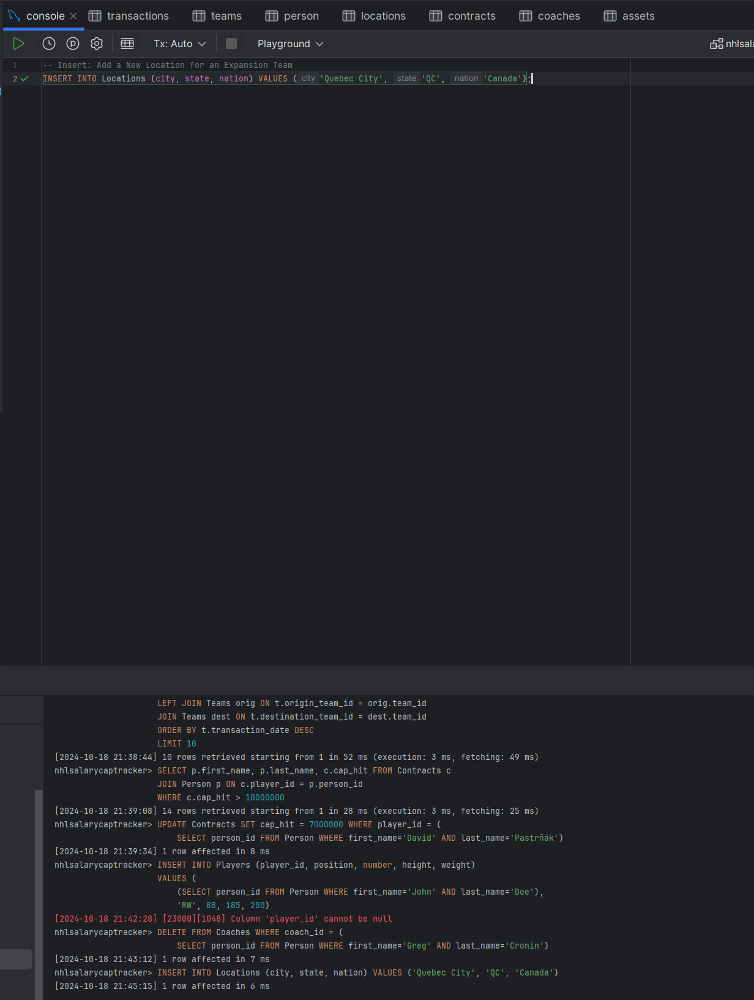 console transactions teams person locations contracts coaches assets
Tx: Auto Playground nhlsala
1 -- Insert: Add a New Location for an Expansion Team
2 INSERT INTO Locations (city, state, nation) VALUES ( city 'Quebec City', state 'QC', nation 'Canada');
LEFT JOIN Teams orig ON t.origin_team_id = orig.team_id
JOIN Teams dest ON t.destination_team_id = dest.team_id
ORDER BY t.transaction_date DESC
LIMIT 10
[2024-10-18 21:38:44] 10 rows retrieved starting from 1 in 52 ms (execution: 3 ms, fetching: 49 ms)
nhlsalarycaptracker> SELECT p.first_name, p.last_name, c.cap_hit FROM Contracts c
JOIN Person p ON c.player_id = p.person_id
WHERE c.cap_hit > 10000000
[2024-10-18 21:39:08] 14 rows retrieved starting from 1 in 28 ms (execution: 3 ms, fetching: 25 ms)
nhlsalarycaptracker> UPDATE Contracts SET cap_hit = 7000000 WHERE player_id = (
SELECT person_id FROM Person WHERE first_name='David' AND last_name='Pastrňák')
[2024-10-18 21:39:34] 1 row affected in 8 ms
nhlsalarycaptracker> INSERT INTO Players (player_id, position, number, height, weight)
VALUES (
(SELECT person_id FROM Person WHERE first_name='John' AND last_name='Doe'),
'RW', 88, 185, 200)
[2024-10-18 21:42:28] [23000][1048] Column 'player_id' cannot be null
nhlsalarycaptracker> DELETE FROM Coaches WHERE coach_id = (
SELECT person_id FROM Person WHERE first_name='Greg' AND last_name='Cronin')
[2024-10-18 21:43:12] 1 row affected in 7 ms
nhlsalarycaptracker> INSERT INTO Locations (city, state, nation) VALUES ('Quebec City', 'QC', 'Canada')
[2024-10-18 21:45:15] 1 row affected in 6 ms